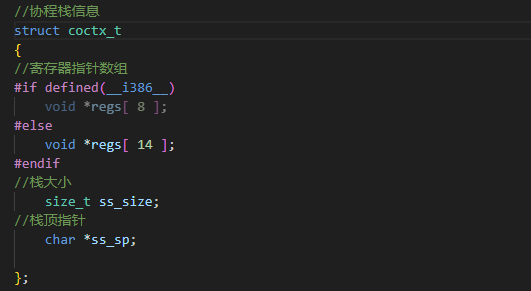 //协程栈信息
struct coctx_t
{
//寄存器指针数组
#if defined(__i386__)
    void *regs[ 8 ];
#else
    void *regs[ 14 ];
#endif
//栈大小
    size_t ss_size;
//栈顶指针
    char *ss_sp;

};